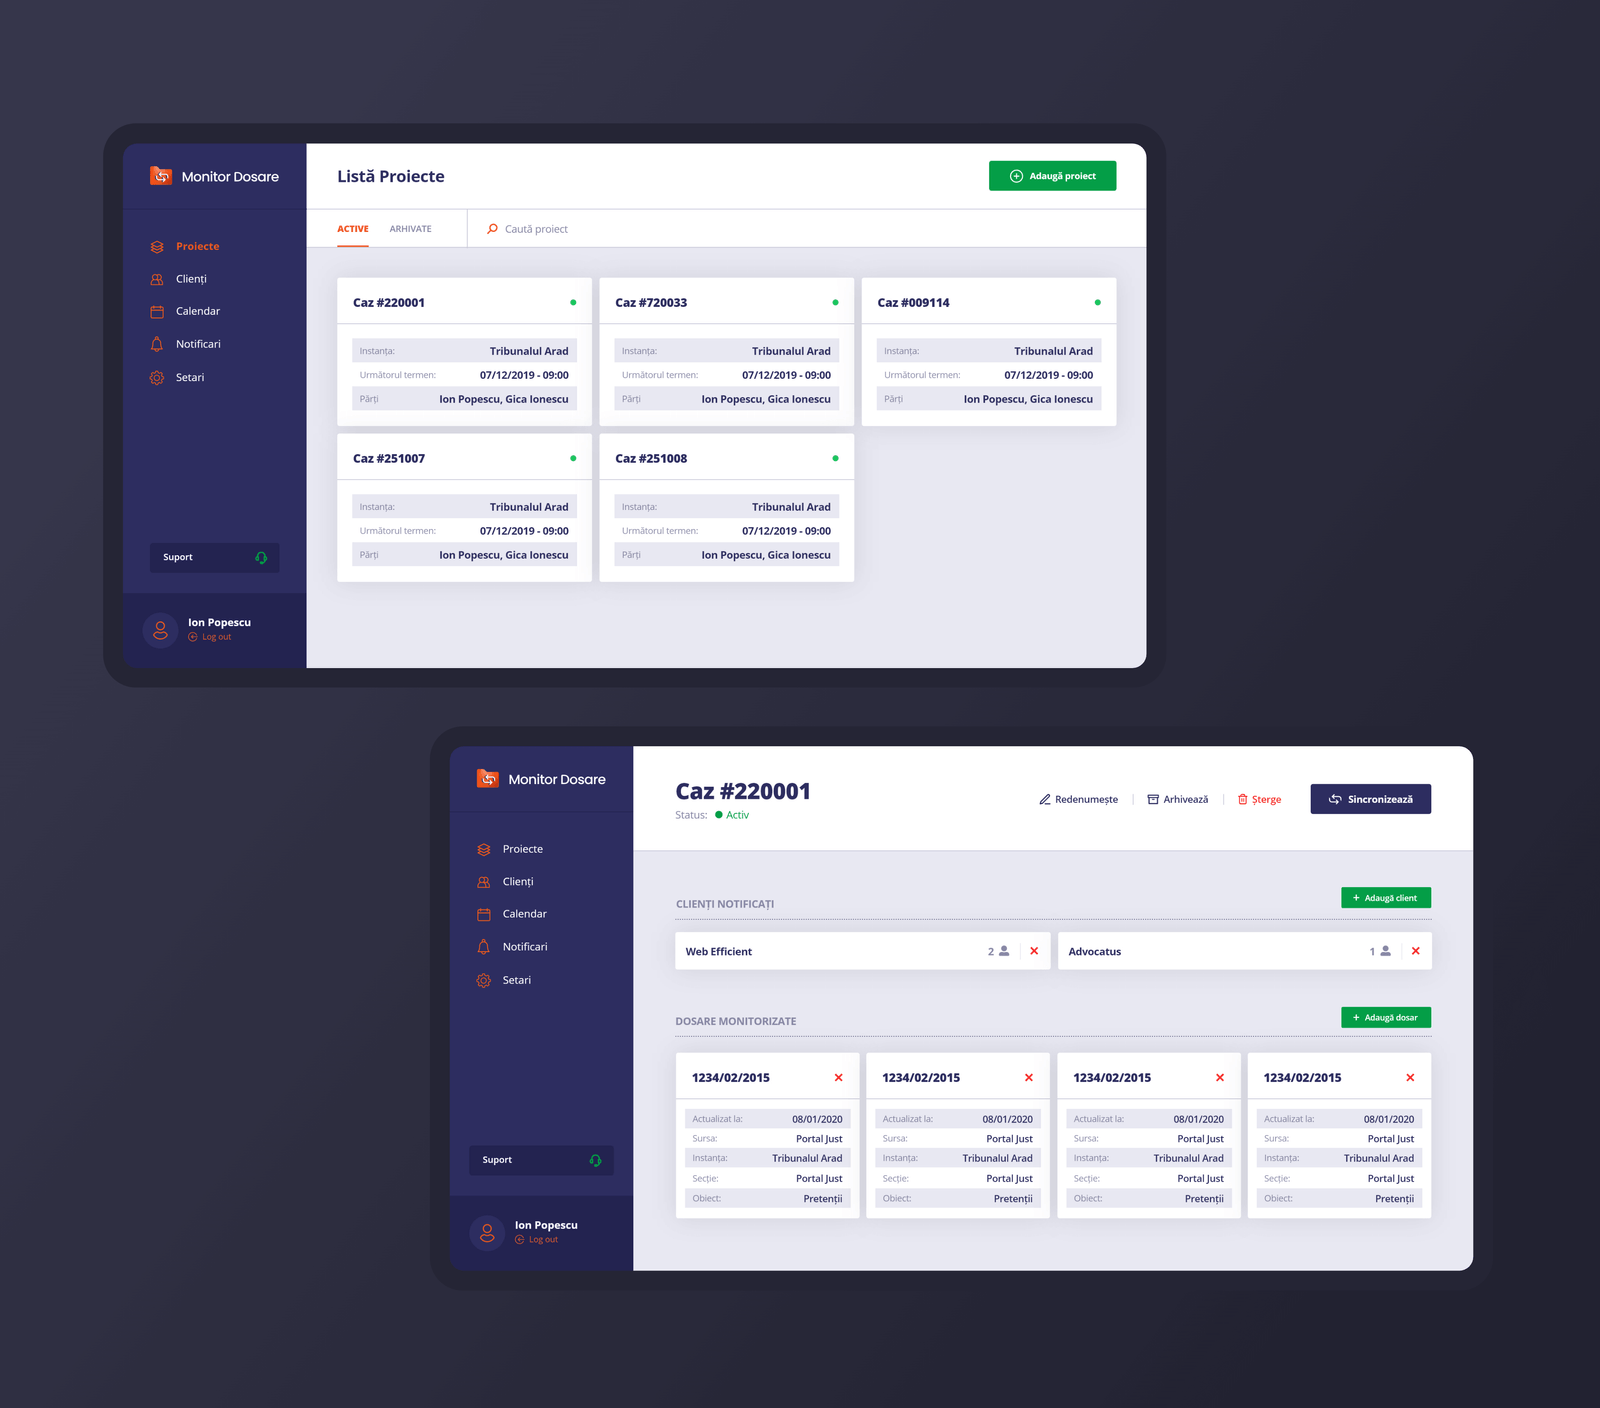 Monitor Dosare
Listă Proiecte
Adaugă proiect
ACTIVE
ARHIVATE
Caută proiect
Proiecte
Clienți
Calendar
Notificari
Setari
Suport
Ion Popescu
Log out
Caz #220001
Instanța: Tribunalul Arad
Următorul termen: 07/12/2019 - 09:00
Părți Ion Popescu, Gica Ionescu
Caz #720033
Instanța: Tribunalul Arad
Următorul termen: 07/12/2019 - 09:00
Părți Ion Popescu, Gica Ionescu
Caz #009114
Instanța: Tribunalul Arad
Următorul termen: 07/12/2019 - 09:00
Părți Ion Popescu, Gica Ionescu
Caz #251007
Instanța: Tribunalul Arad
Următorul termen: 07/12/2019 - 09:00
Părți Ion Popescu, Gica Ionescu
Caz #251008
Instanța: Tribunalul Arad
Următorul termen: 07/12/2019 - 09:00
Părți Ion Popescu, Gica Ionescu
Monitor Dosare
Proiecte
Clienți
Calendar
Notificari
Setari
Suport
Ion Popescu
Log out
Caz #220001
Status: Activ
Redenumește
Arhivează
Șterge
Sincronizează
CLIENȚI NOTIFICAȚI
+ Adaugă client
Web Efficient 2
Advocatus 1
DOSARE MONITORIZATE
+ Adaugă dosar
1234/02/2015
Actualizat la: 08/01/2020
Sursa: Portal Just
Instanța: Tribunalul Arad
Secție: Portal Just
Obiect: Pretenții
1234/02/2015
Actualizat la: 08/01/2020
Sursa: Portal Just
Instanța: Tribunalul Arad
Secție: Portal Just
Obiect: Pretenții
1234/02/2015
Actualizat la: 08/01/2020
Sursa: Portal Just
Instanța: Tribunalul Arad
Secție: Portal Just
Obiect: Pretenții
1234/02/2015
Actualizat la: 08/01/2020
Sursa: Portal Just
Instanța: Tribunalul Arad
Secție: Portal Just
Obiect: Pretenții